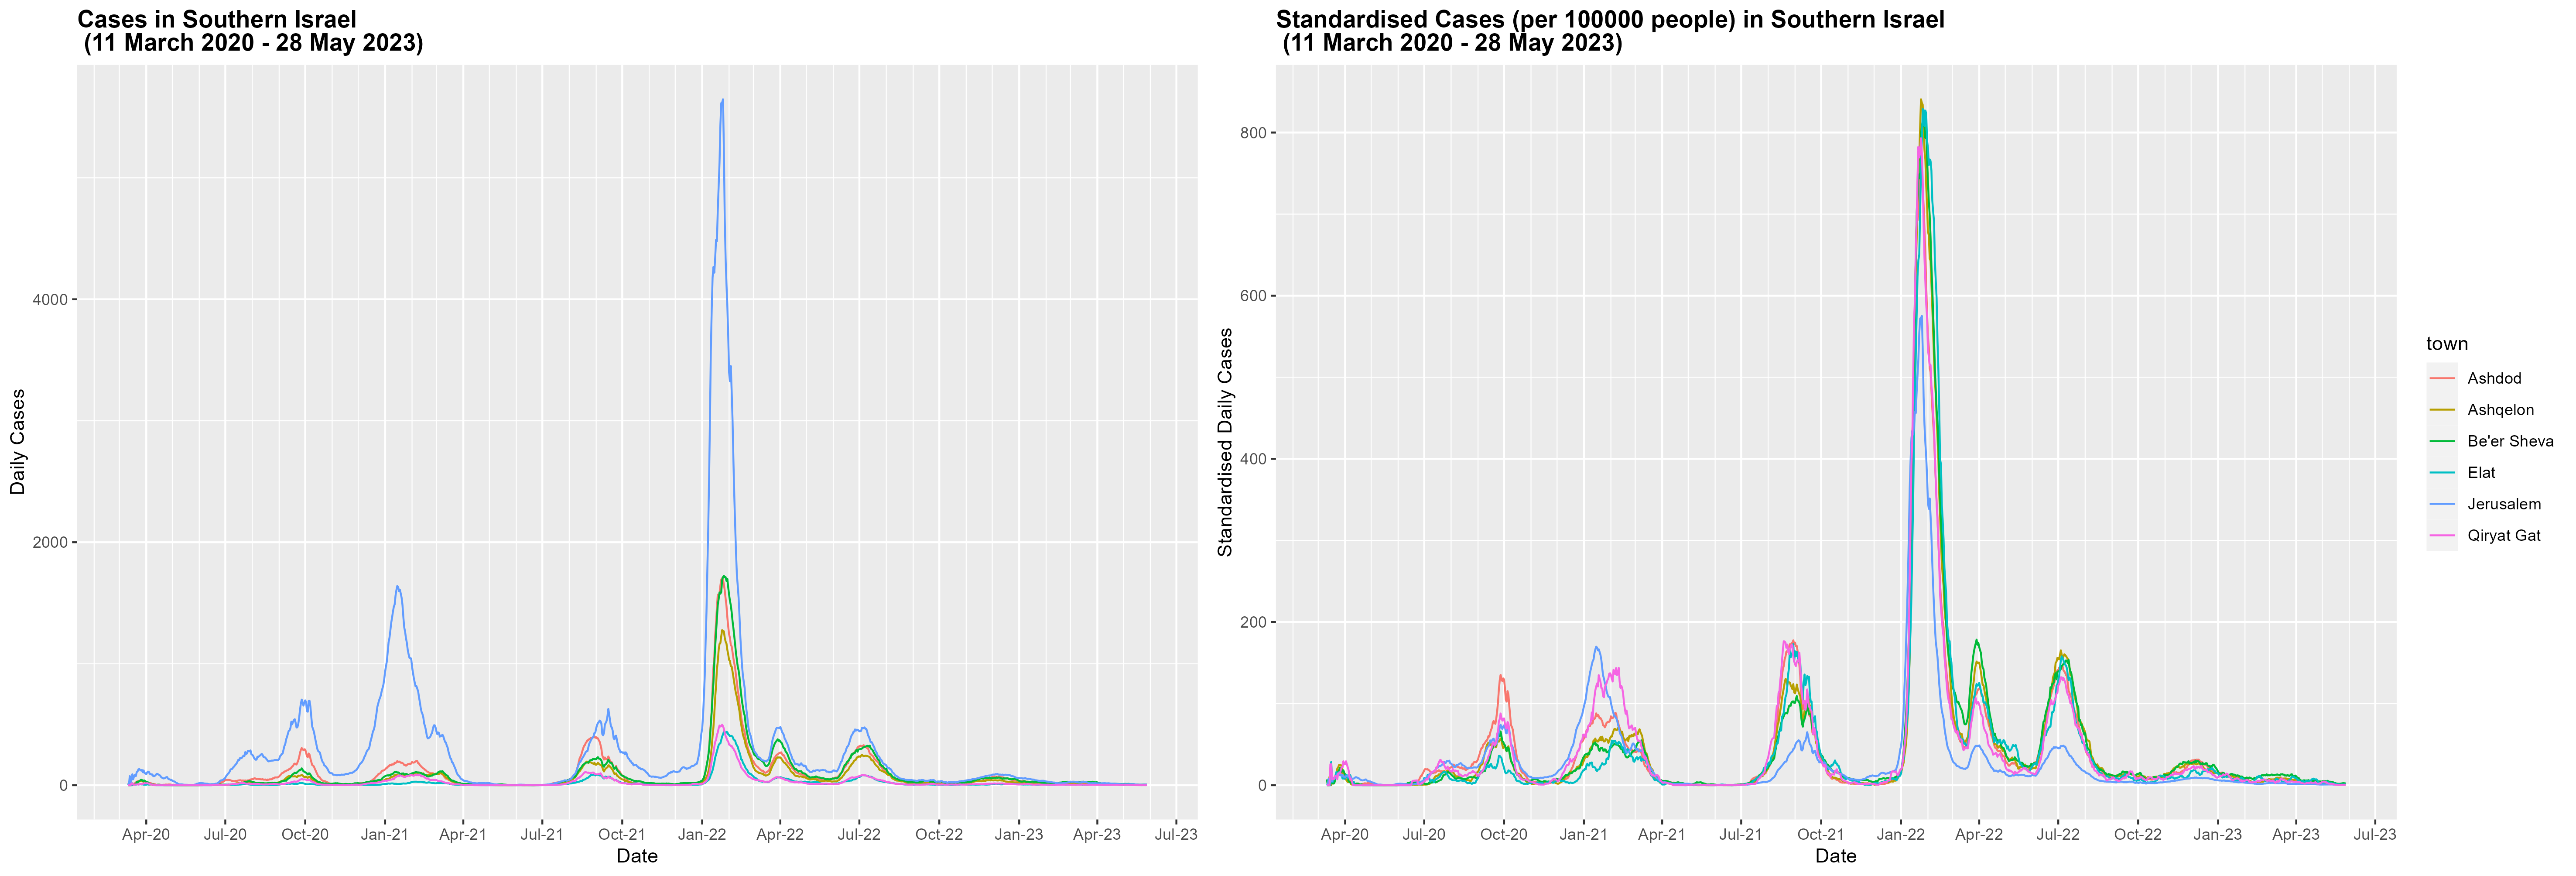 Cases in Southern Israel
(11 March 2020 - 28 May 2023)
Daily Cases
4000
2000
0
Apr-20 Jul-20 Oct-20 Jan-21 Apr-21 Jul-21 Oct-21 Jan-22 Apr-22 Jul-22 Oct-22 Jan-23 Apr-23 Jul-23
Date
Standardised Cases (per 100000 people) in Southern Israel
(11 March 2020 - 28 May 2023)
Standardised Daily Cases
800
600
400
200
0
Apr-20 Jul-20 Oct-20 Jan-21 Apr-21 Jul-21 Oct-21 Jan-22 Apr-22 Jul-22 Oct-22 Jan-23 Apr-23 Jul-23
Date
town
Ashdod
Ashqelon
Be'er Sheva
Elat
Jerusalem
Qiryat Gat